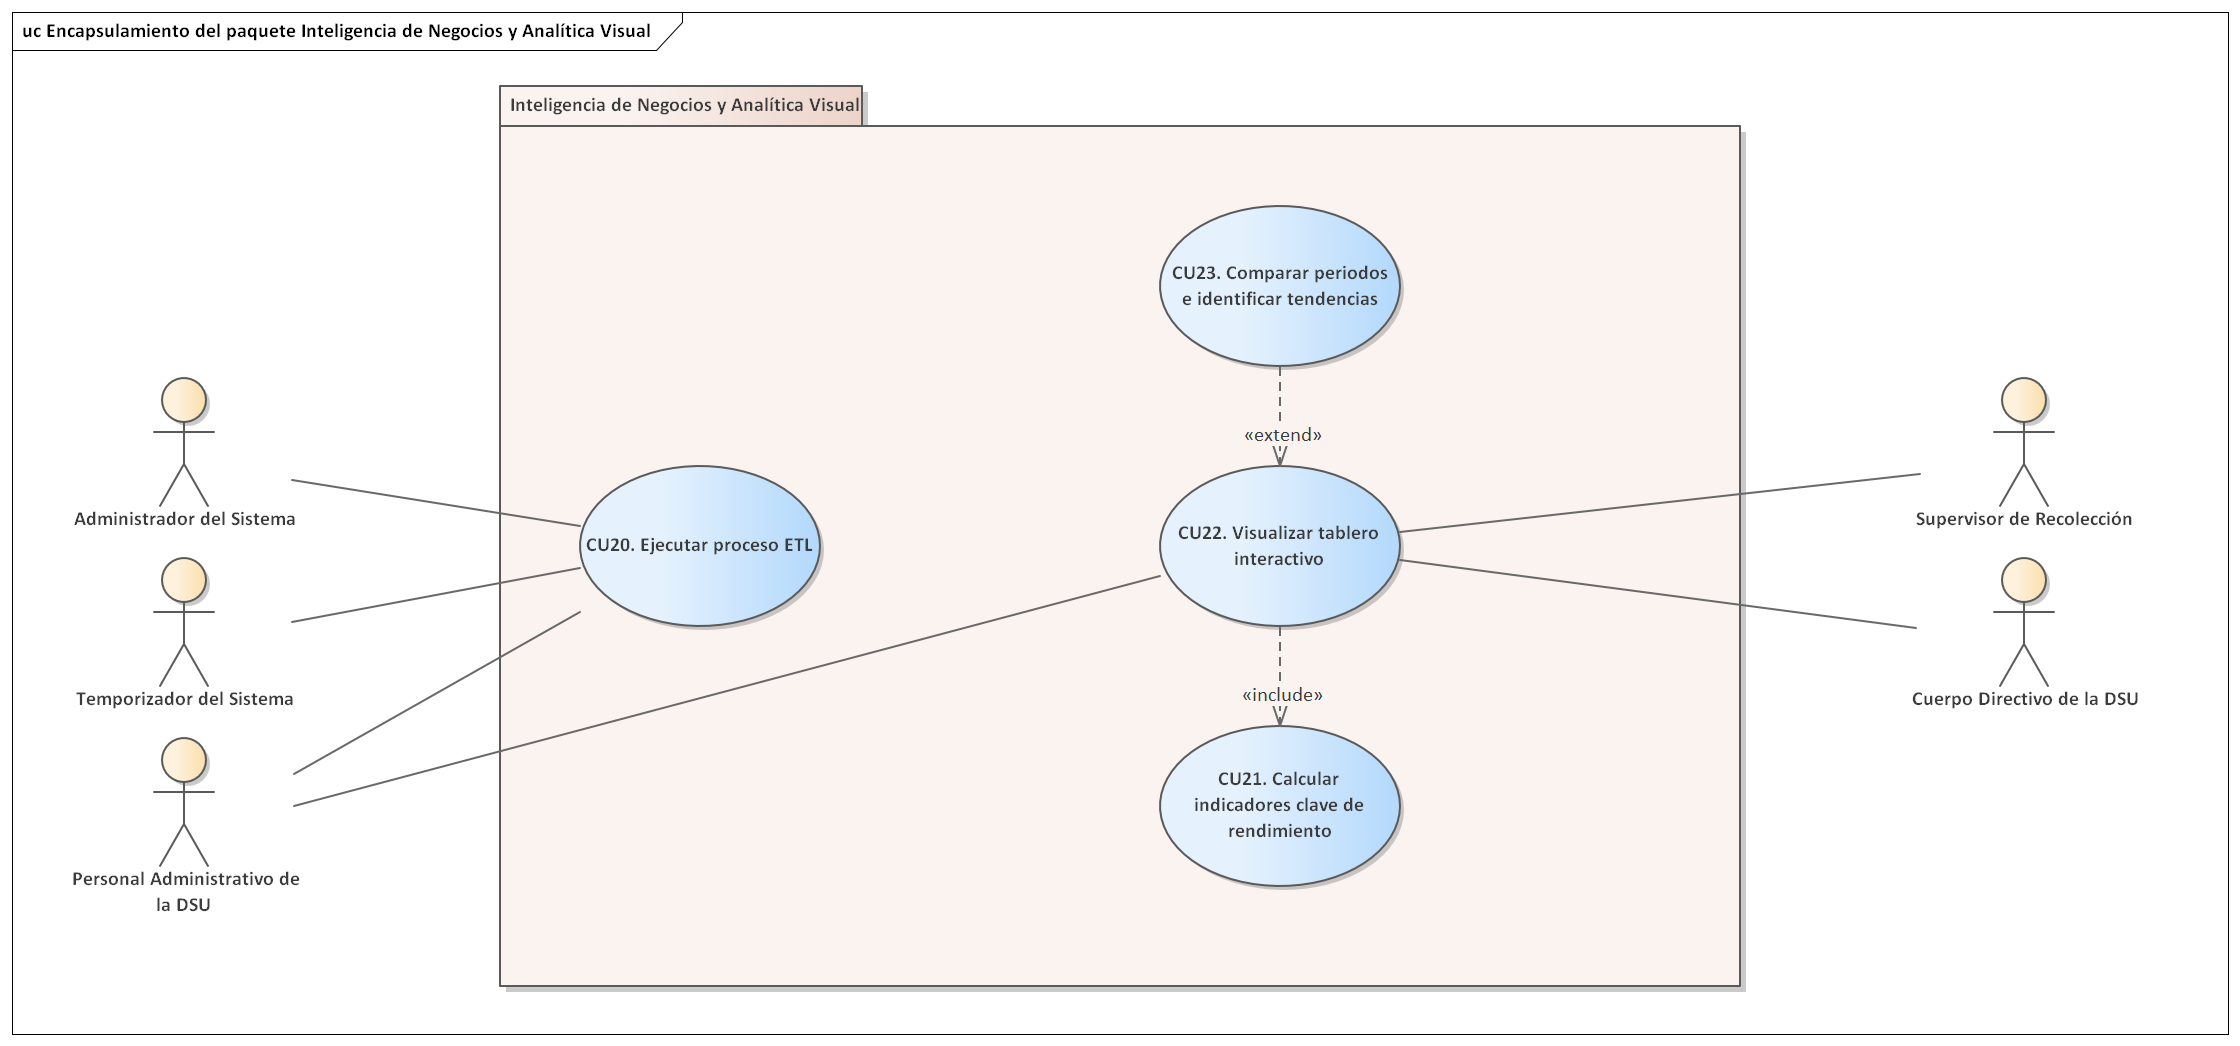 uc Encapsulamiento del paquete Inteligencia de Negocios y Analítica Visual
Inteligencia de Negocios y Analítica Visual
CU23. Comparar periodos
e identificar tendencias
«extend»
Administrador del Sistema
Supervisor de Recolección
CU20. Ejecutar proceso ETL
CU22. Visualizar tablero
interactivo
Temporizador del Sistema
«include»
Cuerpo Directivo de la DSU
CU21. Calcular
indicadores clave de
rendimiento
Personal Administrativo de
la DSU